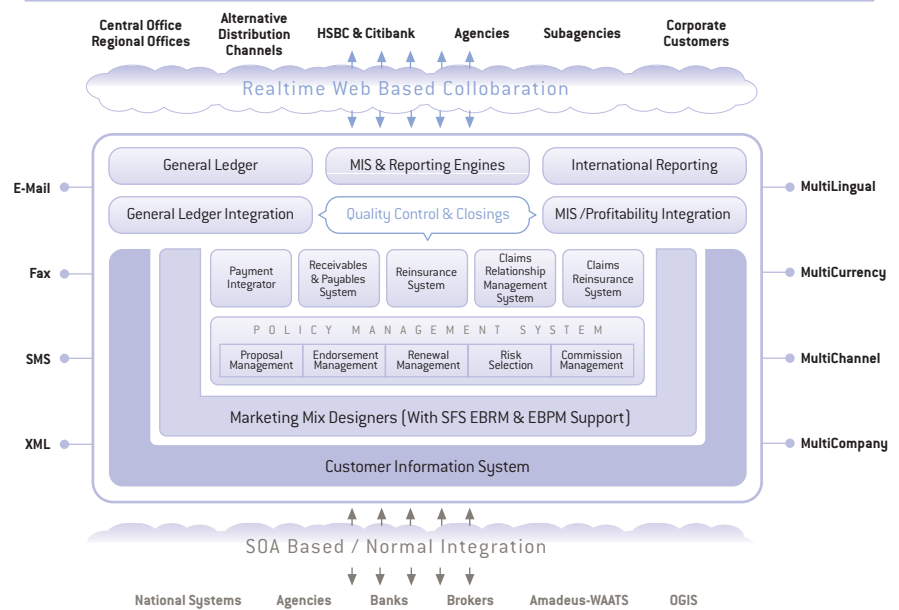 Central Office
Regional Offices
Alternative
Distribution
Channels
HSBC & Citibank
Agencies
Subagencies
Corporate
Customers
Realtime Web Based Collobaration
General Ledger
MIS & Reporting Engines
International Reporting
E-Mail
MultiLingual
General Ledger Integration
Quality Control & Closings
MIS /Profitability Integration
Fax
MultiCurrency
Payment
Integrator
Receivables
& Payables
System
Reinsurance
System
Claims
Relationship
Management
System
Claims
Reinsurance
System
POLICY MANAGEMENT SYSTEM
Proposal
Management
Endorsement
Management
Renewal
Management
Risk
Selection
Commission
Management
SMS
MultiChannel
Marketing Mix Designers (With SFS EBRM & EBPM Support)
XML
MultiCompany
Customer Information System
SOA Based / Normal Integration
National Systems
Agencies
Banks
Brokers
Amadeus-WAATS
OGIS